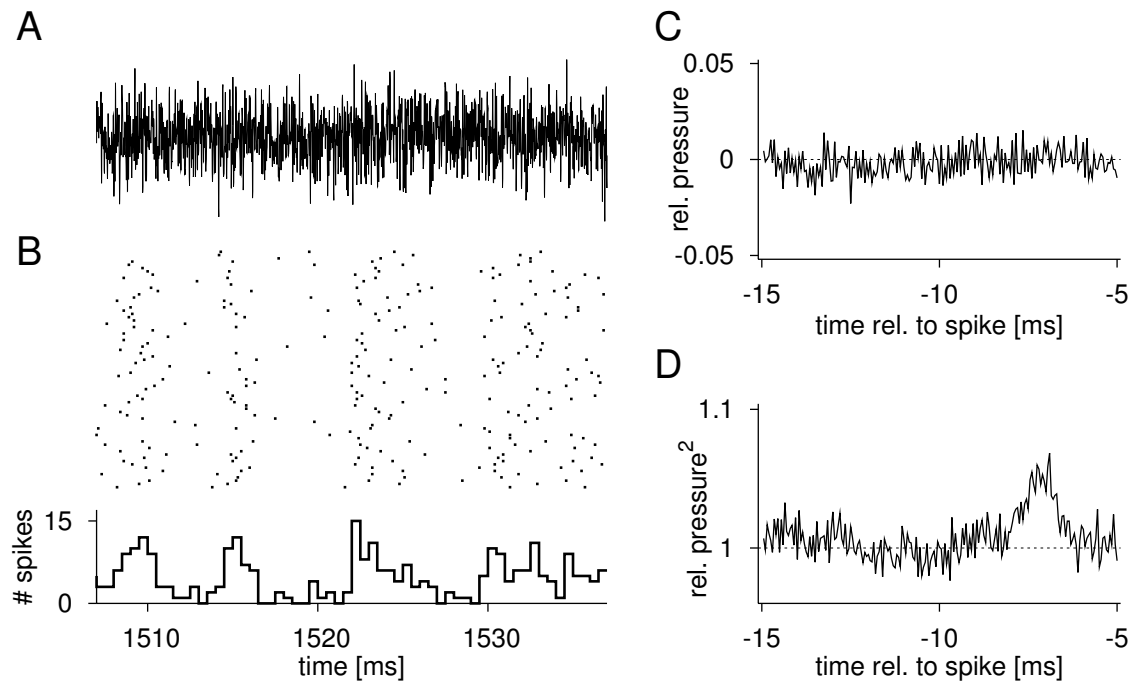 A
B
# spikes
15
0
1510 1520 1530
time [ms]
C
rel. pressure
0.05
0
-0.05
-15 -10 -5
time rel. to spike [ms]
D
rel. pressure²
1.1
1
-15 -10 -5
time rel. to spike [ms]